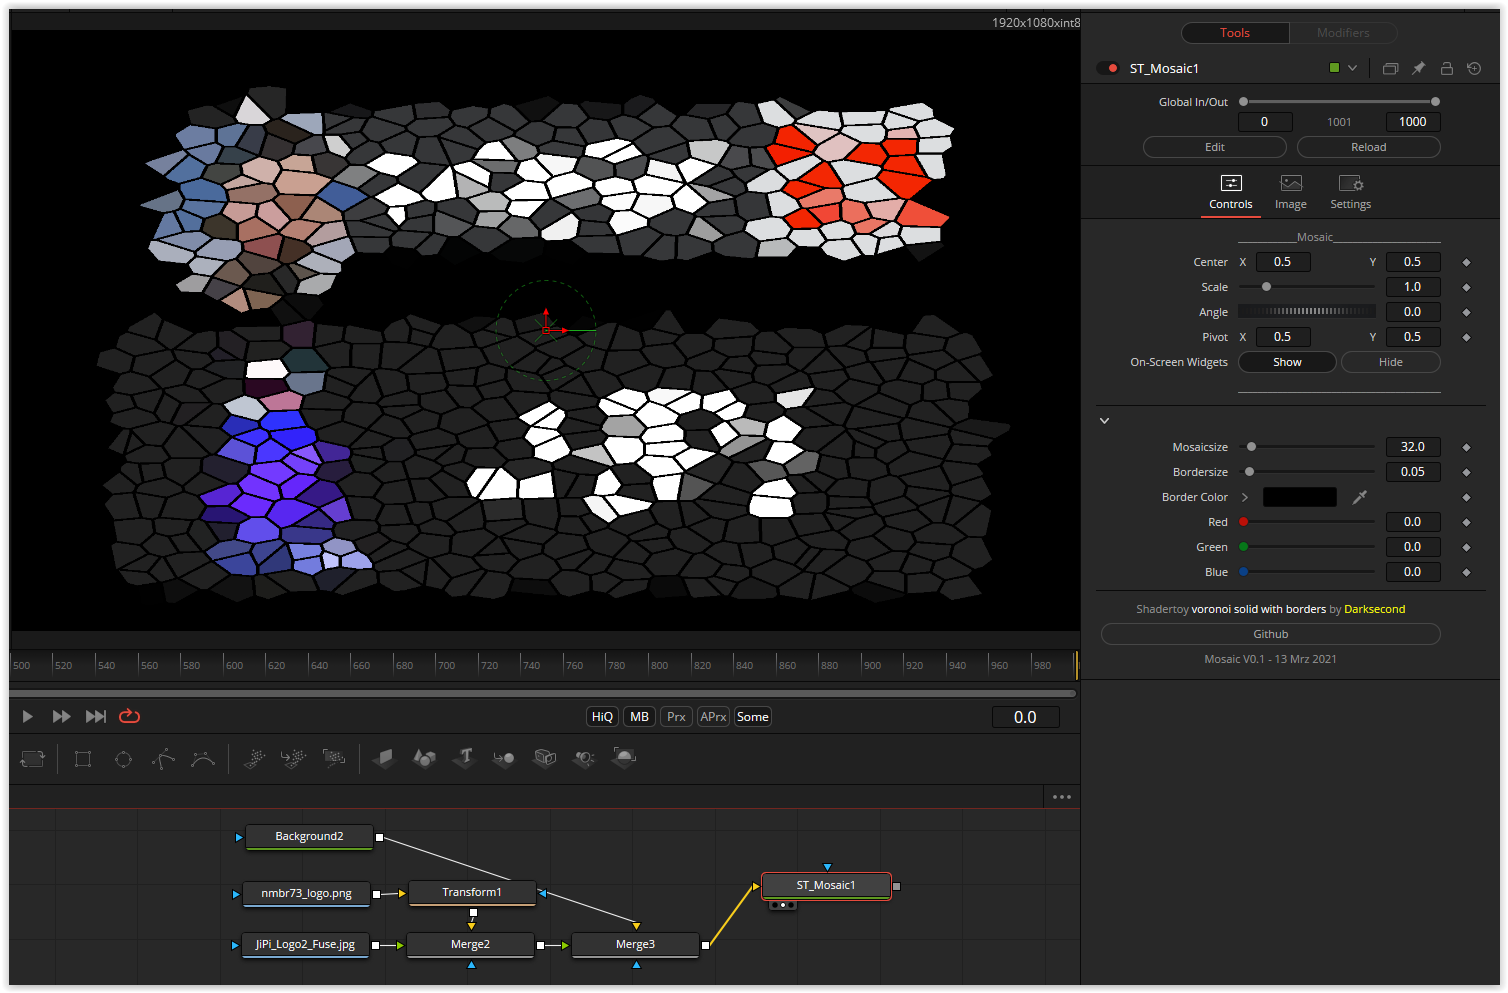 1920x1080xint8
Tools
Modifiers
ST_Mosaic1
Global In/Out
0
1001
1000
Edit
Reload
Controls
Image
Settings
Mosaic
Center X 0.5 Y 0.5
Scale 1.0
Angle 0.0
Pivot X 0.5 Y 0.5
On-Screen Widgets Show Hide
Mosaicsize 32.0
Bordersize 0.05
Border Color
Red 0.0
Green 0.0
Blue 0.0
Shadertoy voronoi solid with borders by Darksecond
Github
Mosaic V0.1 - 13 Mrz 2021
500 520 540 560 580 600 620 640 660 680 700 720 740 760 780 800 820 840 860 880 900 920 940 960 980
HiQ MB Prx APrx Some 0.0
Background2
nmbr73_logo.png
Transform1
ST_Mosaic1
JiPi_Logo2_Fuse.jpg
Merge2
Merge3